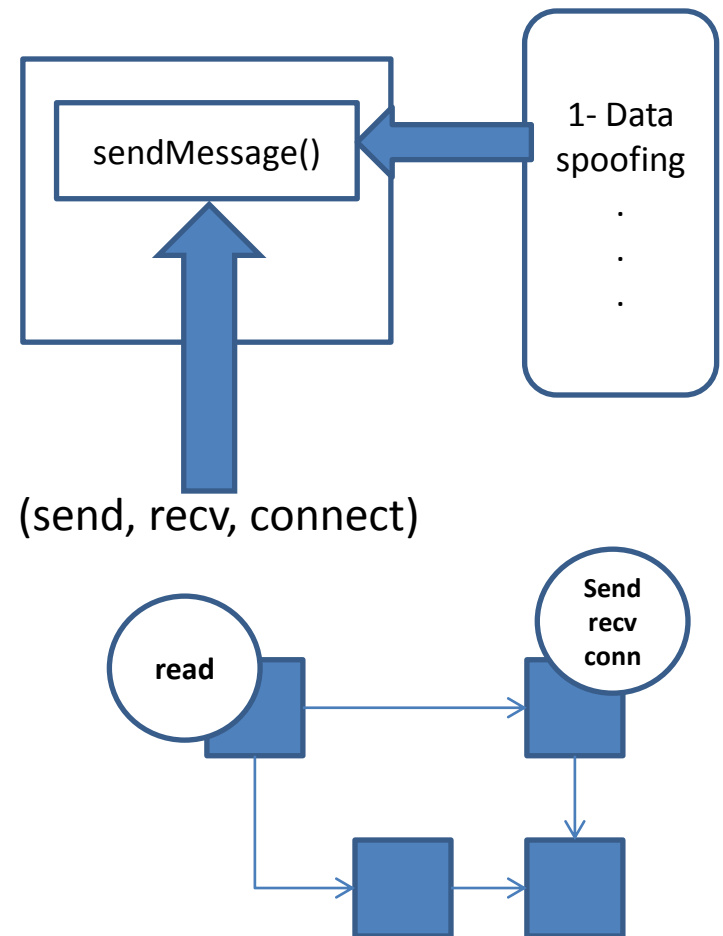 sendMessage()
1- Data
spoofing
.
.
.
(send, recv, connect)
read
Send
recv
conn